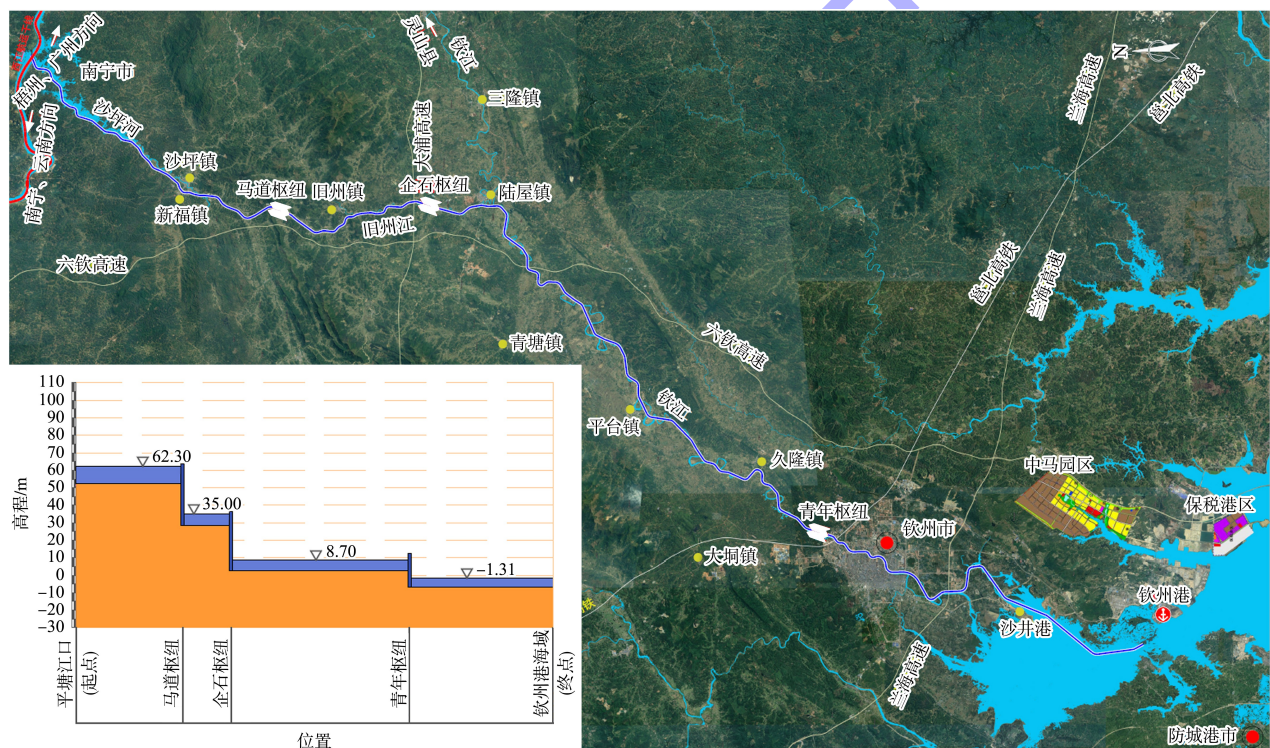 梧州、广州方向
南宁市
南宁、云南方向
沙坪河
沙坪镇
新福镇
六钦高速
马道枢纽
旧州镇
旧州江
灵山县
钦江
三隆镇
大浦高速
企石枢纽
陆屋镇
青塘镇
六钦高速
平台镇
钦江
久隆镇
青年枢纽
钦州市
大垌镇
兰海高速
邕北高铁
N
邕北高铁
兰海高速
兰海高速
中马园区
保税港区
钦州港
沙井港
防城港市
铁
高程/m
110
100
90
80
70
60
50
40
30
20
10
0
-10
-20
-30
62.30
35.00
8.70
-1.31
平塘江口
(起点)
马道枢纽
企石枢纽
青年枢纽
钦州港海域
(终点)
位置